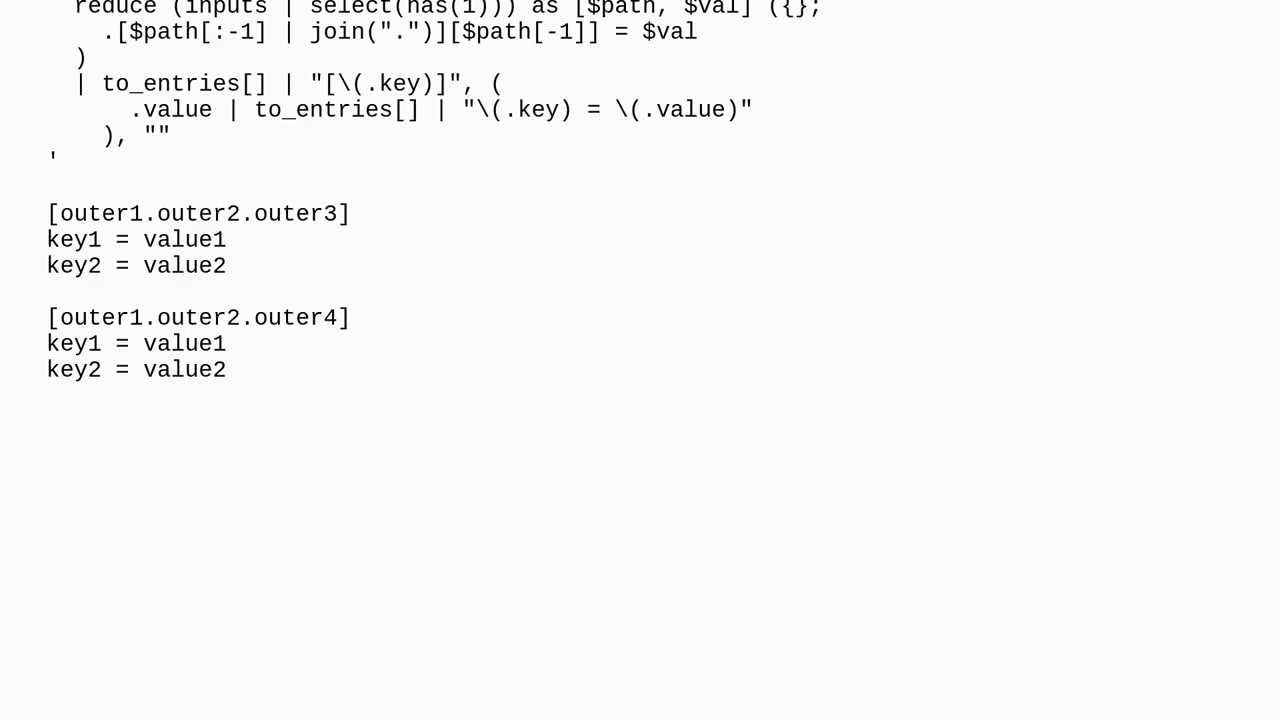 reduce (inputs | select(has(1))) as [$path, $val] ({};
.[$path[:-1] | join(".")][$path[-1]] = $val
)
| to_entries[] | "[\(.key)]", (
.value | to_entries[] | "\(.key) = \(.value)"
), ""
'
[outer1.outer2.outer3]
key1 = value1
key2 = value2
[outer1.outer2.outer4]
key1 = value1
key2 = value2